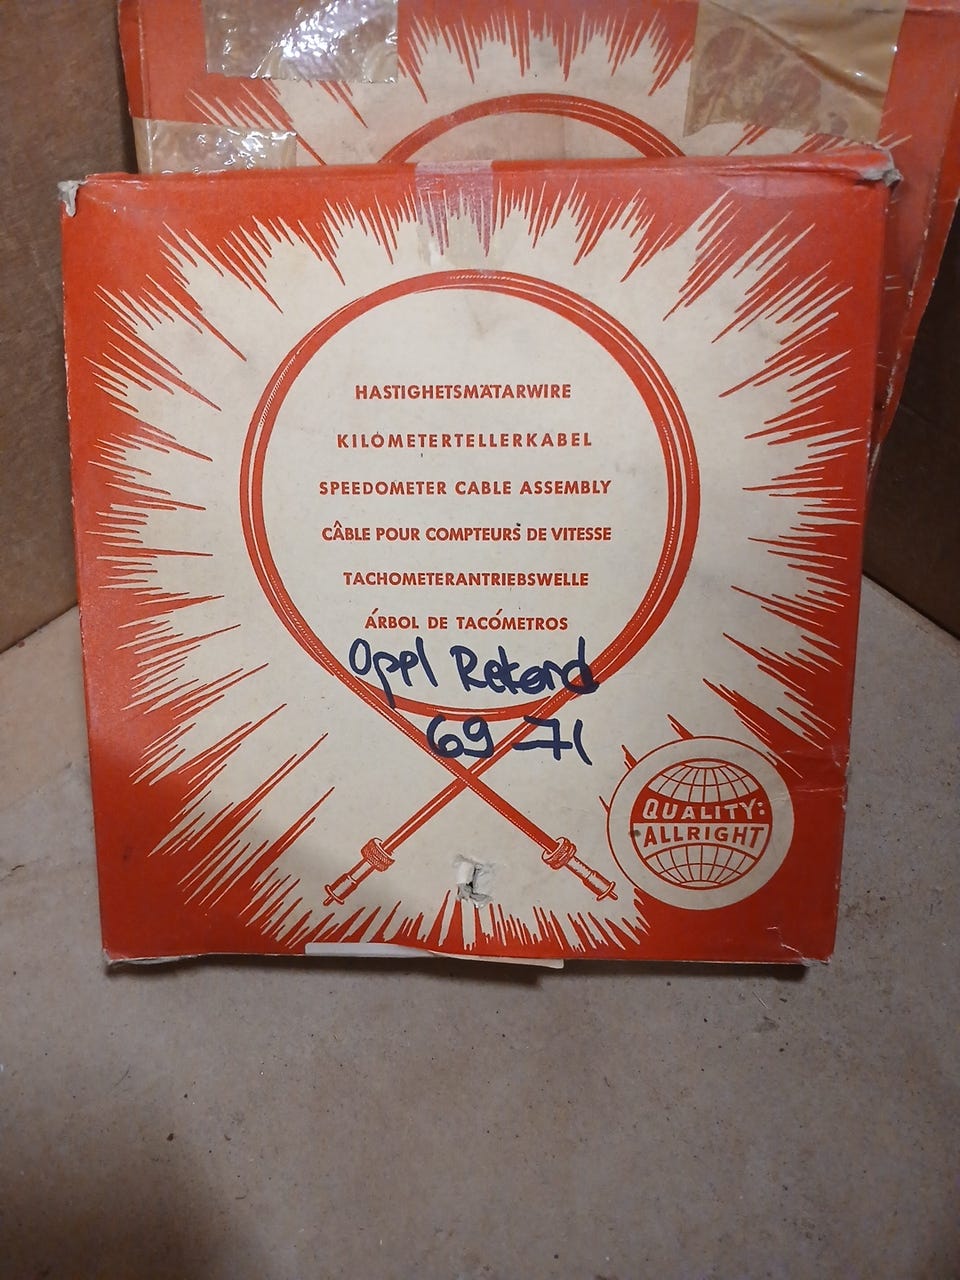 HASTIGHETSMÄTARWIRE
KILOMETERTELLERKABEL
SPEEDOMETER CABLE ASSEMBLY
CÂBLE POUR COMPTEURS DE VITESSE
TACHOMETERANTRIEBSWELLE
ÁRBOL DE TACÓMETROS
Oppl Rekord
69-71
QUALITY:
ALLRIGHT